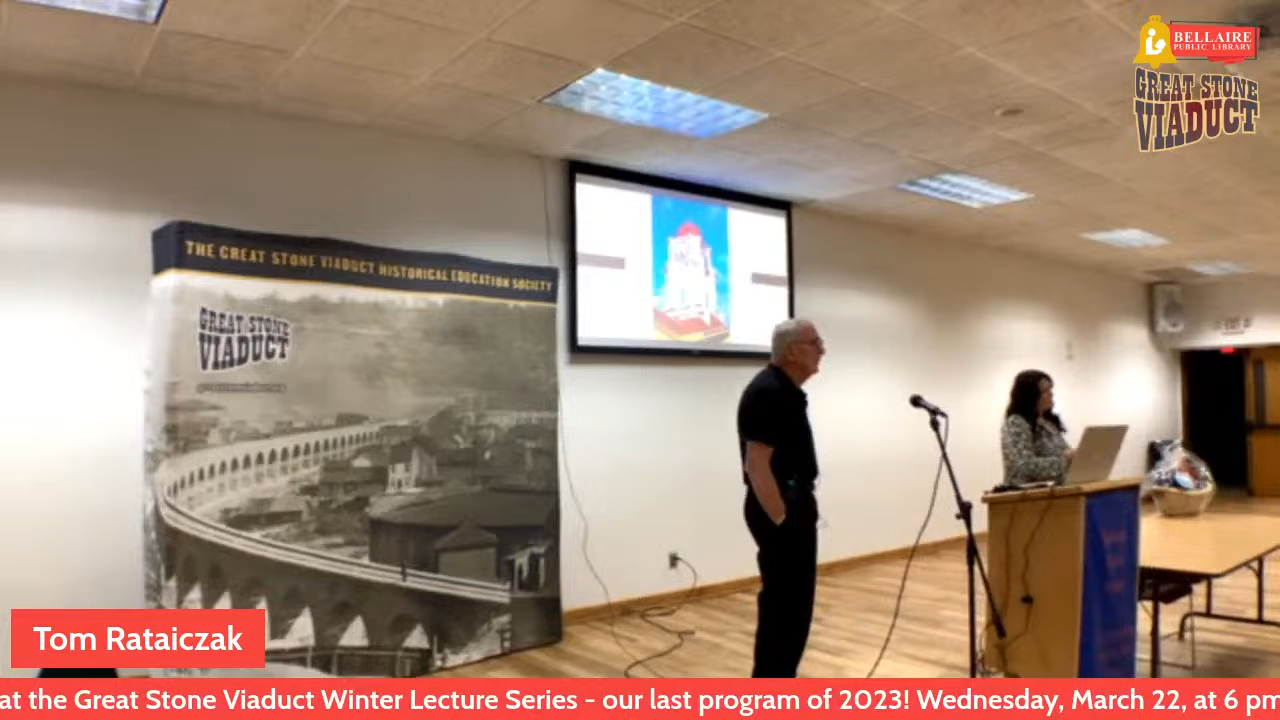 BELLAIRE
PUBLIC LIBRARY
GREAT STONE
VIADUCT
THE GREAT STONE VIADUCT HISTORICAL EDUCATION SOCIETY
GREAT STONE
VIADUCT
Tom Rataiczak
at the Great Stone Viaduct Winter Lecture Series - our last program of 2023! Wednesday, March 22, at 6 pm